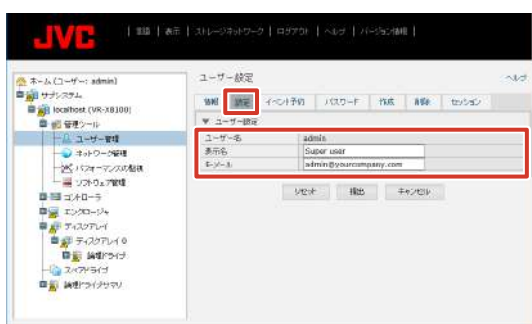 JVC
| 言語 | 表示 | ストレージネットワーク | ログアウト | ヘルプ | バージョン情報 |
ホーム (ユーザー: admin)
サブシステム
localhost (VR-X8100)
管理ツール
ユーザー管理
ネットワーク管理
パフォーマンスの監視
ソフトウェア管理
コントローラ
エンクロージャ
ディスクアレイ
ディスクアレイ 0
論理ドライブ
スペアドライブ
論理ドライブサマリ
ユーザー設定
ヘルプ
情報 設定 イベント予約 パスワード 作成 削除 セッション
▼ ユーザー設定
ユーザー名 admin
表示名 Super user
E-メール admin@yourcompany.com
リセット 提出 キャンセル